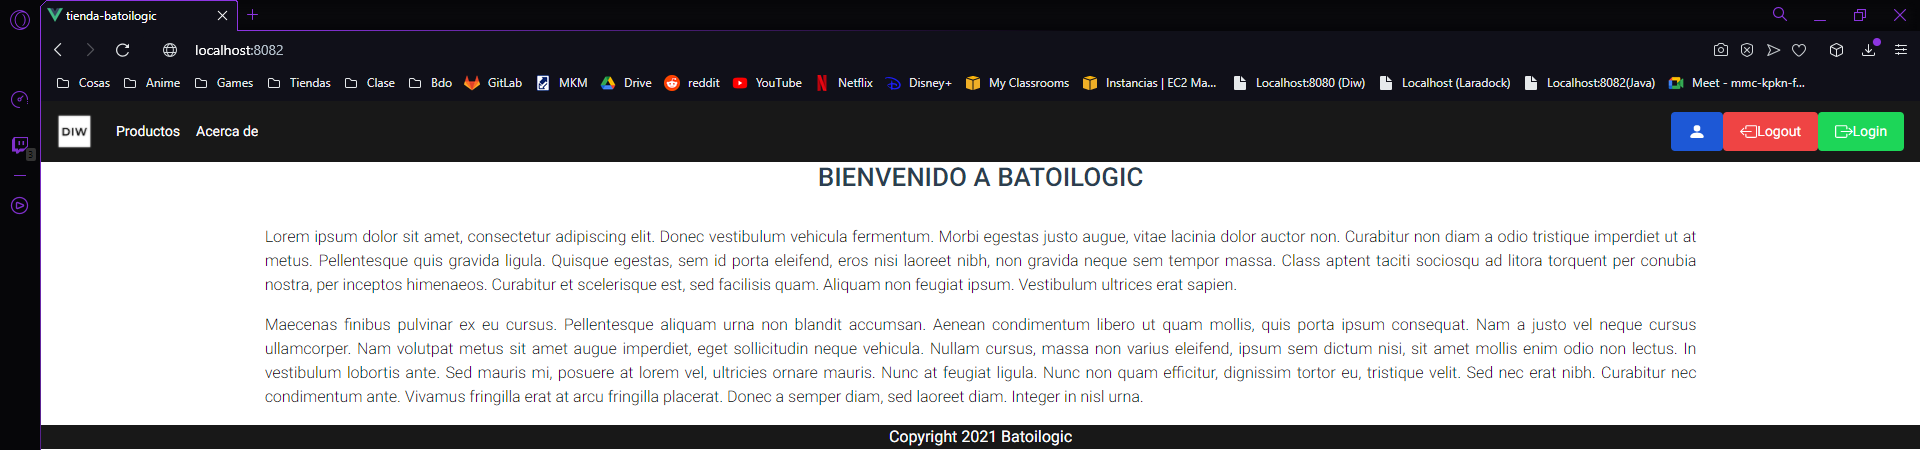 tienda-batoilogic
localhost:8082
Cosas Anime Games Tiendas Clase Bdo GitLab MKM Drive reddit YouTube Netflix Disney+ My Classrooms Instancias | EC2 Ma... Localhost:8080 (Diw) Localhost (Laradock) Localhost:8082(Java) Meet - mmc-kpkn-f...
DIW Productos Acerca de Logout Login
BIENVENIDO A BATOILOGIC
Lorem ipsum dolor sit amet, consectetur adipiscing elit. Donec vestibulum vehicula fermentum. Morbi egestas justo augue, vitae lacinia dolor auctor non. Curabitur non diam a odio tristique imperdiet ut at
metus. Pellentesque quis gravida ligula. Quisque egestas, sem id porta eleifend, eros nisi laoreet nibh, non gravida neque sem tempor massa. Class aptent taciti sociosqu ad litora torquent per conubia
nostra, per inceptos himenaeos. Curabitur et scelerisque est, sed facilisis quam. Aliquam non feugiat ipsum. Vestibulum ultrices erat sapien.
Maecenas finibus pulvinar ex eu cursus. Pellentesque aliquam urna non blandit accumsan. Aenean condimentum libero ut quam mollis, quis porta ipsum consequat. Nam a justo vel neque cursus
ullamcorper. Nam volutpat metus sit amet augue imperdiet, eget sollicitudin neque vehicula. Nullam cursus, massa non varius eleifend, ipsum sem dictum nisi, sit amet mollis enim odio non lectus. In
vestibulum lobortis ante. Sed mauris mi, posuere at lorem vel, ultricies ornare mauris. Nunc at feugiat ligula. Nunc non quam efficitur, dignissim tortor eu, tristique velit. Sed nec erat nibh. Curabitur nec
condimentum ante. Vivamus fringilla erat at arcu fringilla placerat. Donec a semper diam, sed laoreet diam. Integer in nisl urna.
Copyright 2021 Batoilogic